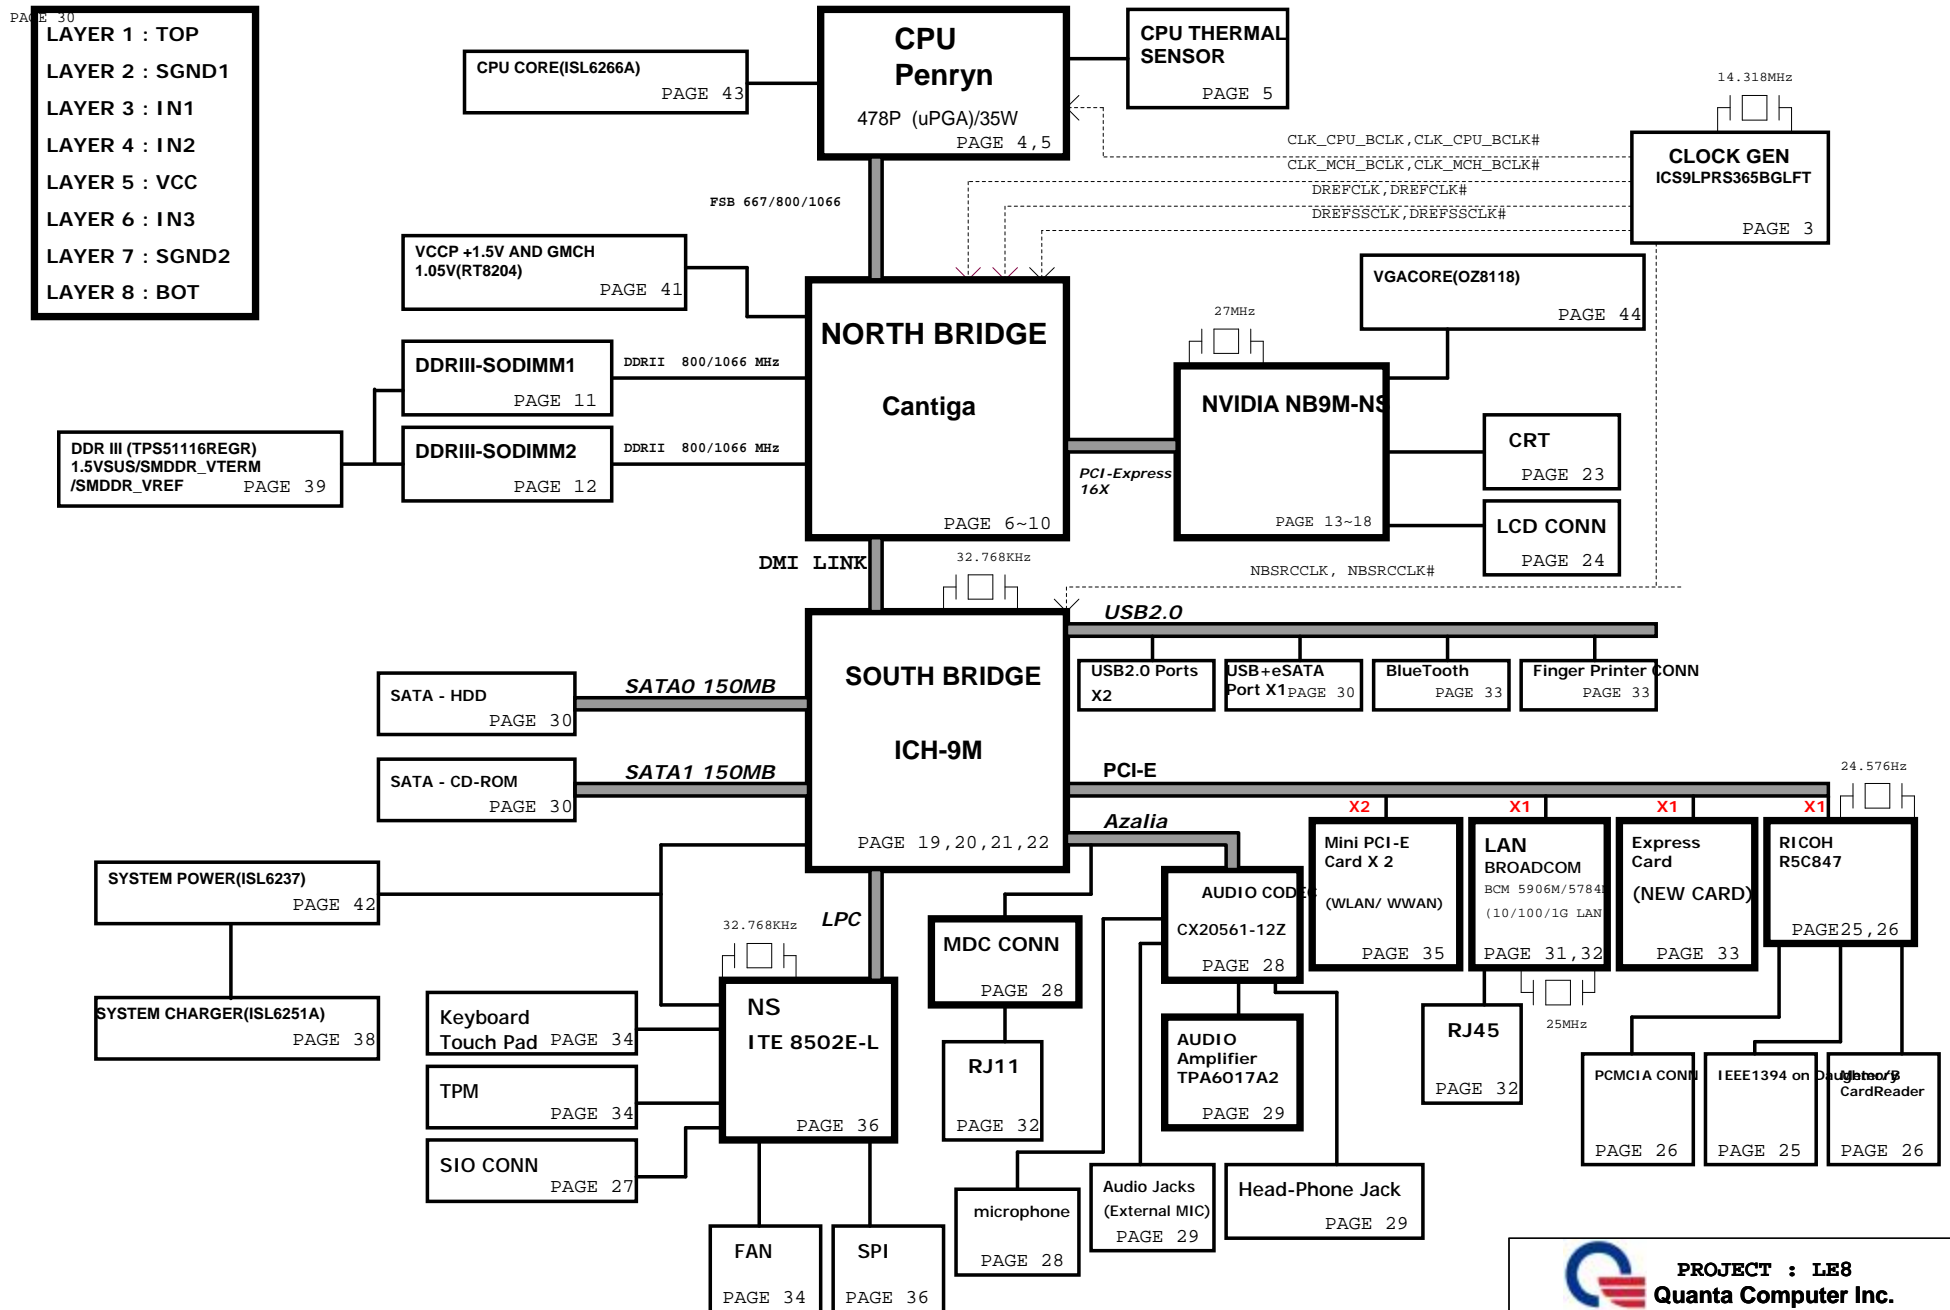 PAGE 30
LAYER 1 : TOP
LAYER 2 : SGND1
LAYER 3 : IN1
LAYER 4 : IN2
LAYER 5 : VCC
LAYER 6 : IN3
LAYER 7 : SGND2
LAYER 8 : BOT
CPU CORE(ISL6266A)
PAGE 43
CPU
Penryn
478P (uPGA)/35W
PAGE 4,5
CPU THERMAL
SENSOR
PAGE 5
14.318MHz
CLOCK GEN
ICS9LPRS365BGLFT
PAGE 3
CLK_CPU_BCLK,CLK_CPU_BCLK#
CLK_MCH_BCLK,CLK_MCH_BCLK#
DREFCLK,DREFCLK#
DREFSSCLK,DREFSSCLK#
FSB 667/800/1066
VCCP +1.5V AND GMCH
1.05V(RT8204)
PAGE 41
NORTH BRIDGE
Cantiga
PAGE 6~10
VGACORE(OZ8118)
PAGE 44
27MHz
NVIDIA NB9M-NS
PAGE 13~18
DDRIII-SODIMM1
PAGE 11
DDRII 800/1066 MHz
DDRIII-SODIMM2
PAGE 12
DDRII 800/1066 MHz
DDR III (TPS51116REGR)
1.5VSUS/SMDDR_VTERM
/SMDDR_VREF PAGE 39
PCI-Express
16X
CRT
PAGE 23
LCD CONN
PAGE 24
DMI LINK
32.768KHz
NBSRCCLK, NBSRCCLK#
USB2.0
SOUTH BRIDGE
ICH-9M
PAGE 19,20,21,22
USB2.0 Ports
X2
USB+eSATA
Port X1 PAGE 30
BlueTooth
PAGE 33
Finger Printer CONN
PAGE 33
SATA - HDD
PAGE 30
SATA0 150MB
SATA - CD-ROM
PAGE 30
SATA1 150MB
PCI-E
24.576Hz
X2
X1
X1
X1
Azalia
Mini PCI-E
Card X 2
(WLAN/ WWAN)
PAGE 35
LAN
BROADCOM
BCM 5906M/5784M
(10/100/1G LAN
PAGE 31,32
Express
Card
(NEW CARD)
PAGE 33
RICOH
R5C847
PAGE25,26
SYSTEM POWER(ISL6237)
PAGE 42
SYSTEM CHARGER(ISL6251A)
PAGE 38
LPC
32.768KHz
NS
ITE 8502E-L
PAGE 36
MDC CONN
PAGE 28
AUDIO CODEC
CX20561-12Z
PAGE 28
Keyboard
Touch Pad PAGE 34
TPM
PAGE 34
SIO CONN
PAGE 27
RJ11
PAGE 32
AUDIO
Amplifier
TPA6017A2
PAGE 29
25MHz
RJ45
PAGE 32
PCMCIA CONN
PAGE 26
IEEE1394 on Daughter/B
PAGE 25
Memory
CardReader
PAGE 26
FAN
PAGE 34
SPI
PAGE 36
microphone
PAGE 28
Audio Jacks
(External MIC)
PAGE 29
Head-Phone Jack
PAGE 29
PROJECT : LE8
Quanta Computer Inc.